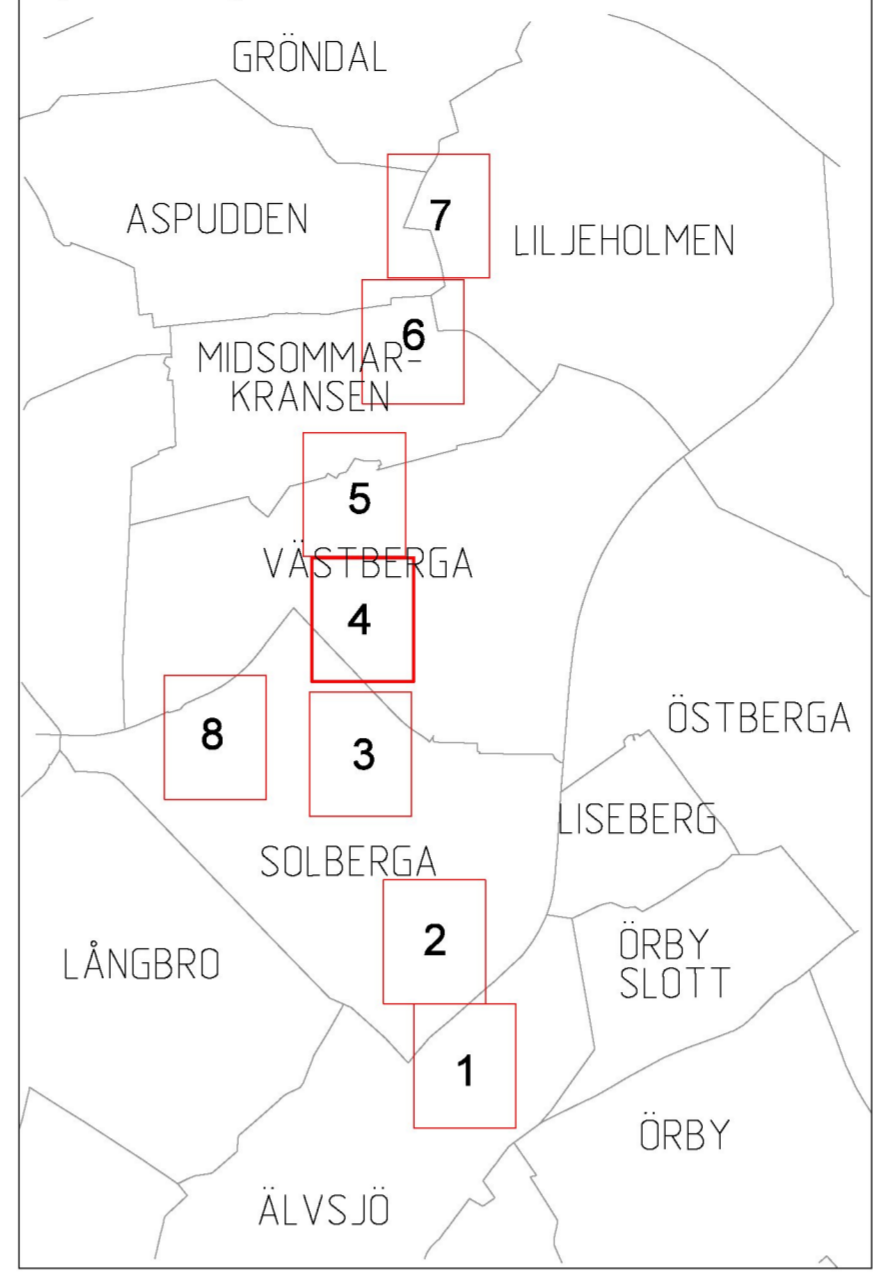 GRÖNDAL
ASPUDDEN
7
LILJEHOLMEN
6
MIDSOMMAR-
KRANSEN
5
VÄSTBERGA
4
8
3
ÖSTBERGA
LISEBERG
SOLBERGA
2
ÖRBY
SLOTT
LÅNGBRO
1
ÖRBY
ÄLVSJÖ